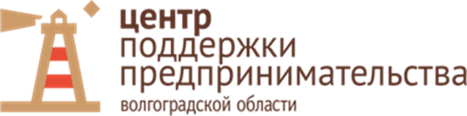 центр
поддержки
предпринимательства
волгоградской области